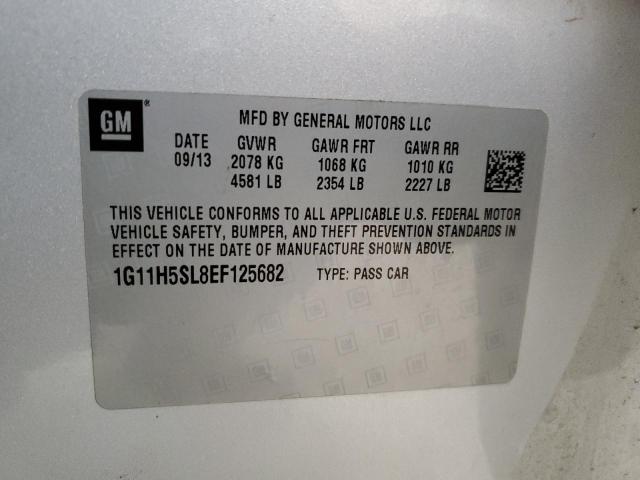 GM®
MFD BY GENERAL MOTORS LLC
DATE GVWR GAWR FRT GAWR RR
09/13 2078 KG 1068 KG 1010 KG
4581 LB 2354 LB 2227 LB
THIS VEHICLE CONFORMS TO ALL APPLICABLE U.S. FEDERAL MOTOR
VEHICLE SAFETY, BUMPER, AND THEFT PREVENTION STANDARDS IN
EFFECT ON THE DATE OF MANUFACTURE SHOWN ABOVE.
1G11H5SL8EF125682 TYPE: PASS CAR